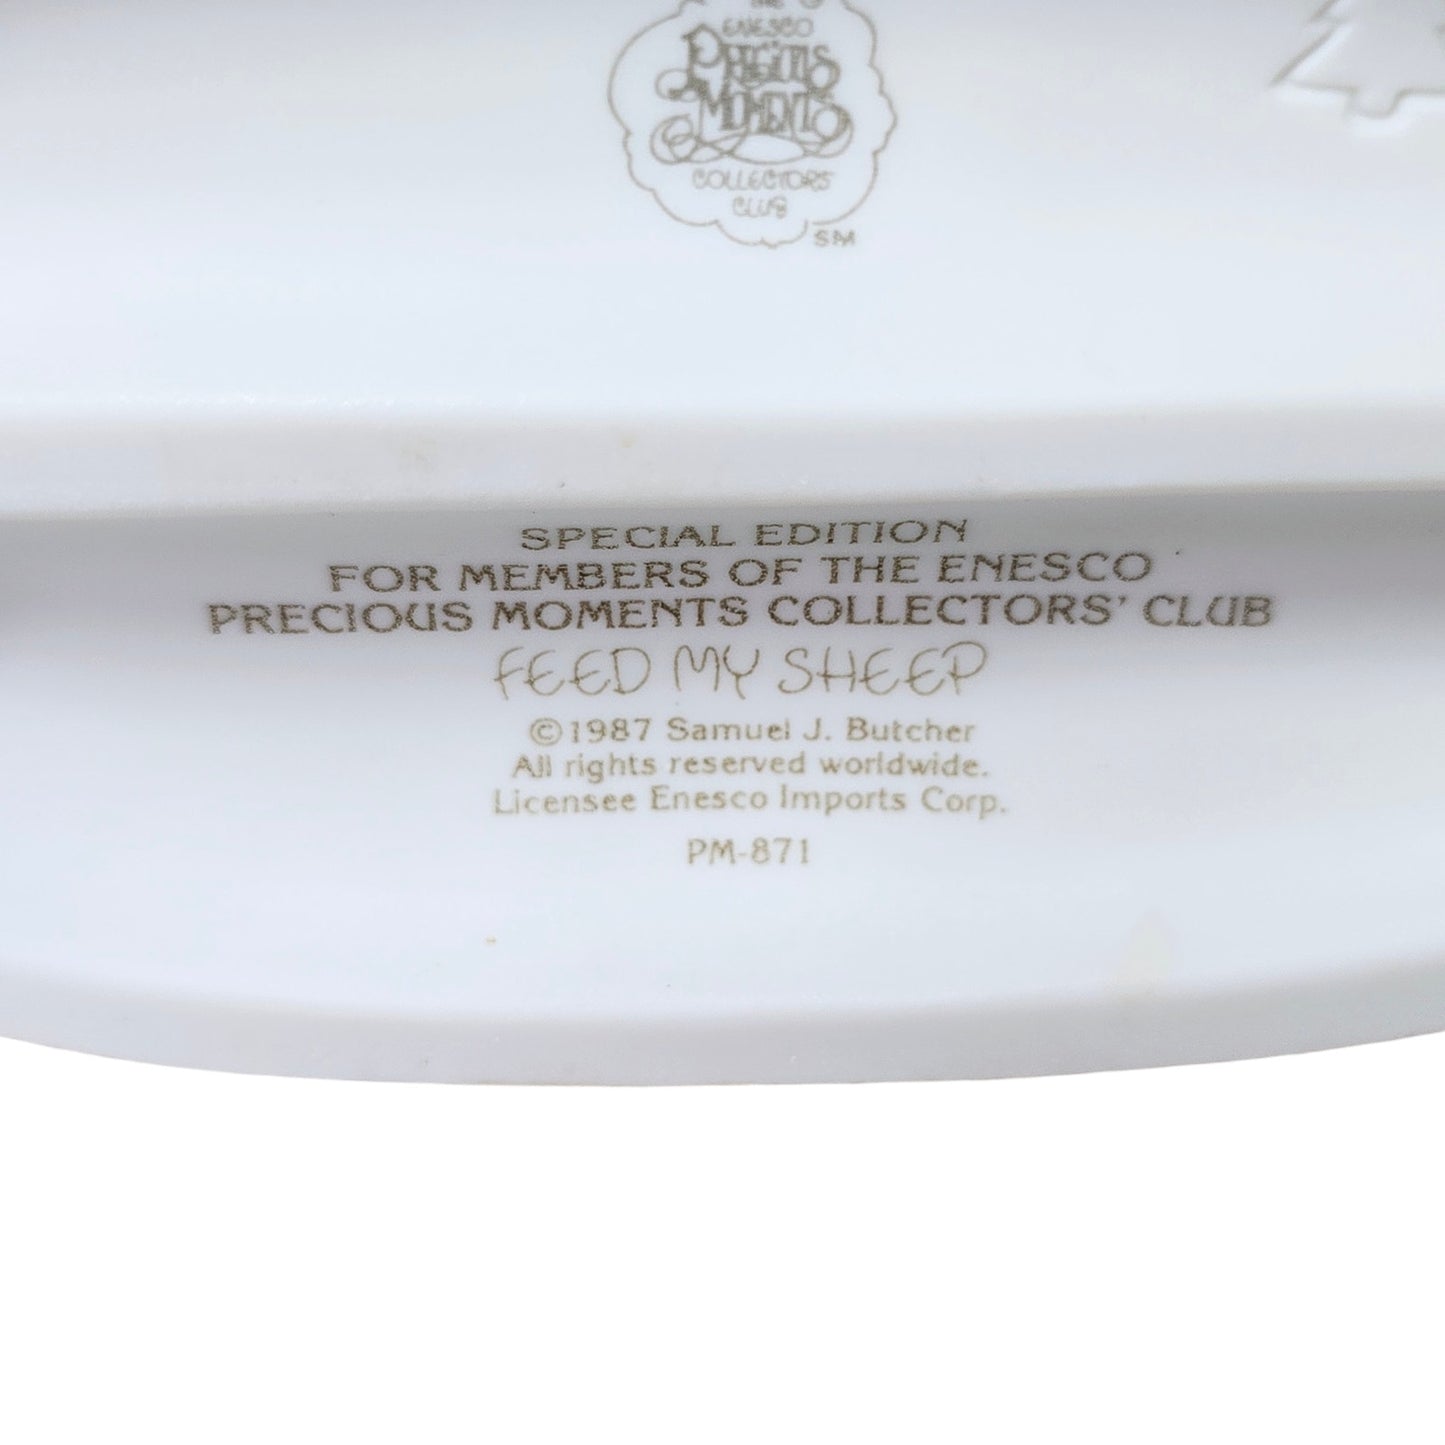 THE
ENESCO
PRECIOUS
MOMENTS
COLLECTORS'
CLUB
SM
SPECIAL EDITION
FOR MEMBERS OF THE ENESCO
PRECIOUS MOMENTS COLLECTORS' CLUB
FEED MY SHEEP
©1987 Samuel J. Butcher
All rights reserved worldwide.
Licensee Enesco Imports Corp.
PM-871